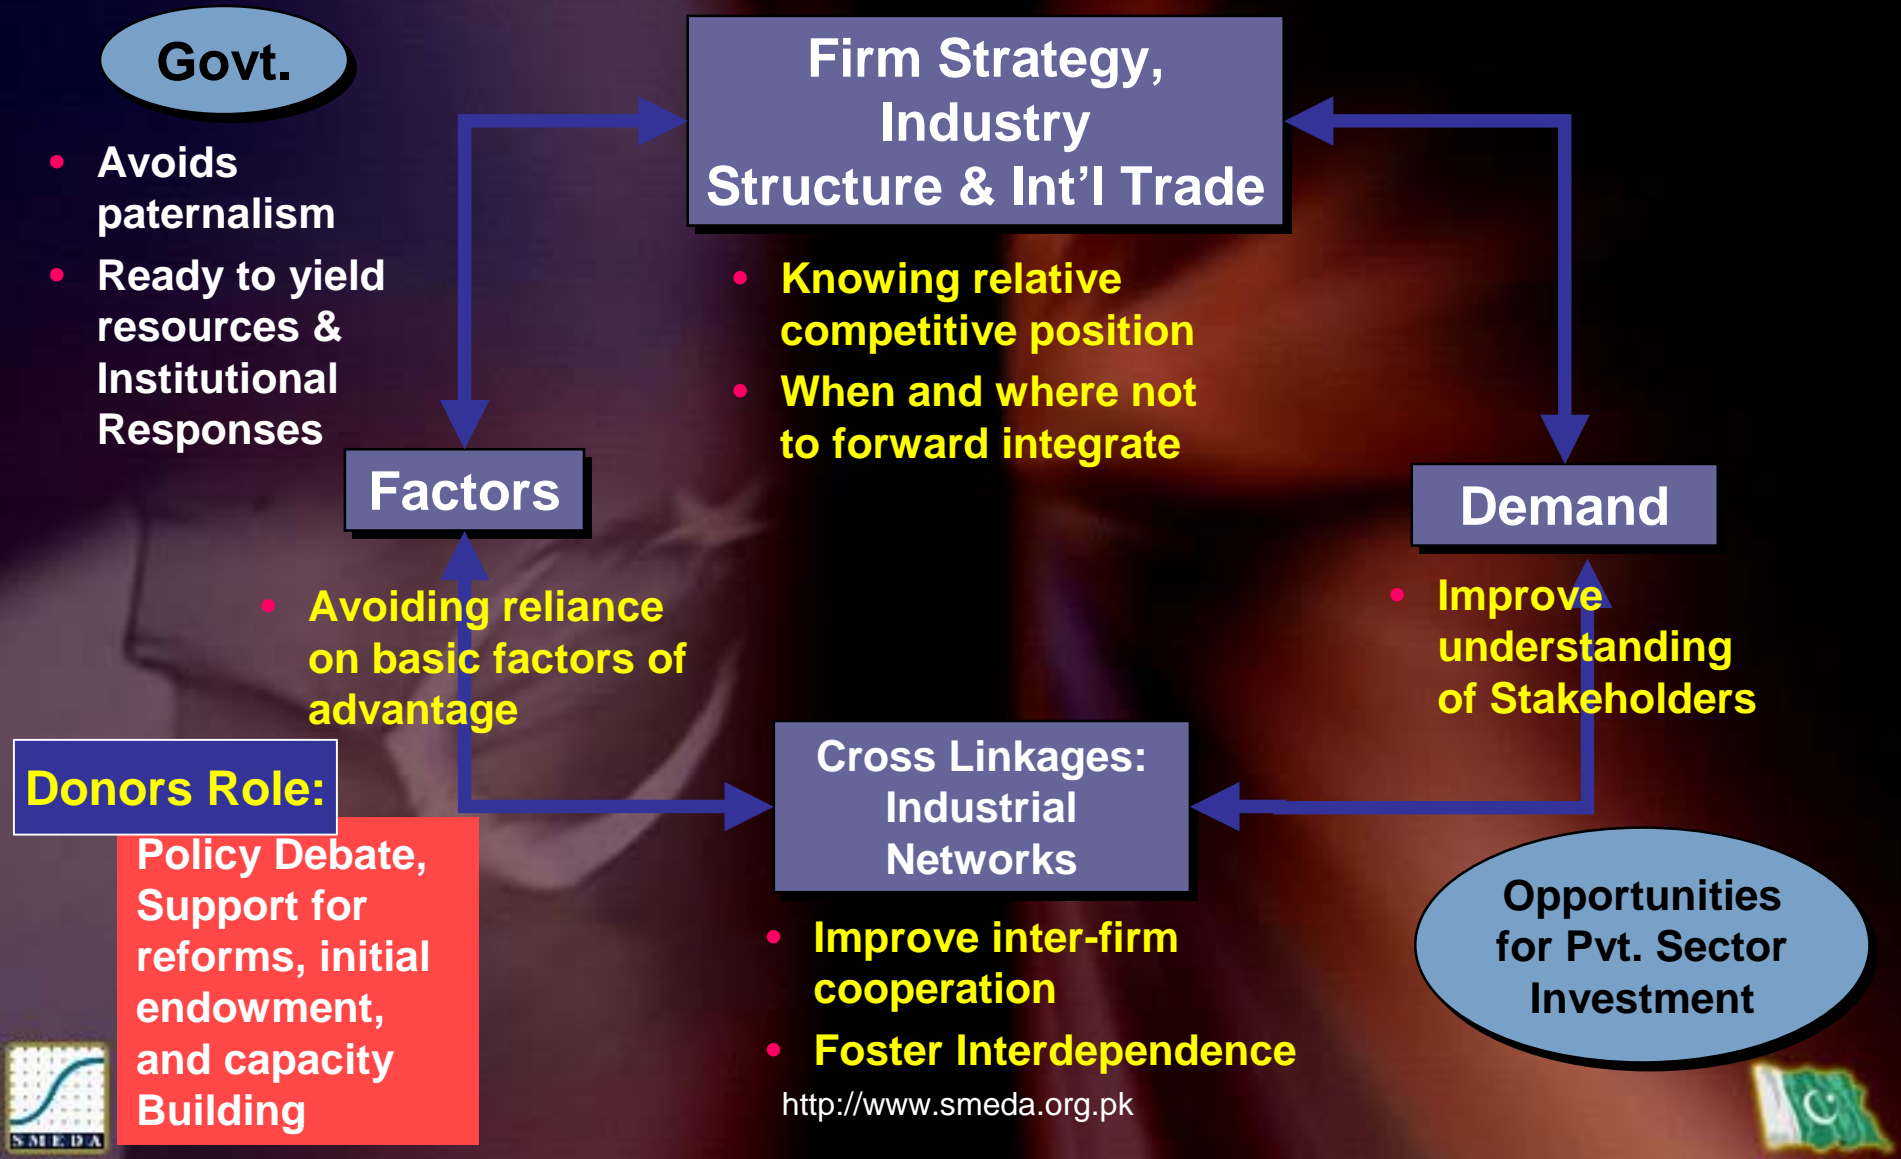 Govt.
• Avoids
paternalism
• Ready to yield
resources &
Institutional
Responses
Firm Strategy,
Industry
Structure & Int’l Trade
• Knowing relative
competitive position
• When and where not
to forward integrate
Factors
• Avoiding reliance
on basic factors of
advantage
Demand
• Improve
understanding
of Stakeholders
Donors Role:
Policy Debate,
Support for
reforms, initial
endowment,
and capacity
Building
Cross Linkages:
Industrial
Networks
• Improve inter-firm
cooperation
• Foster Interdependence
Opportunities
for Pvt. Sector
Investment
http://www.smeda.org.pk
SMEDA